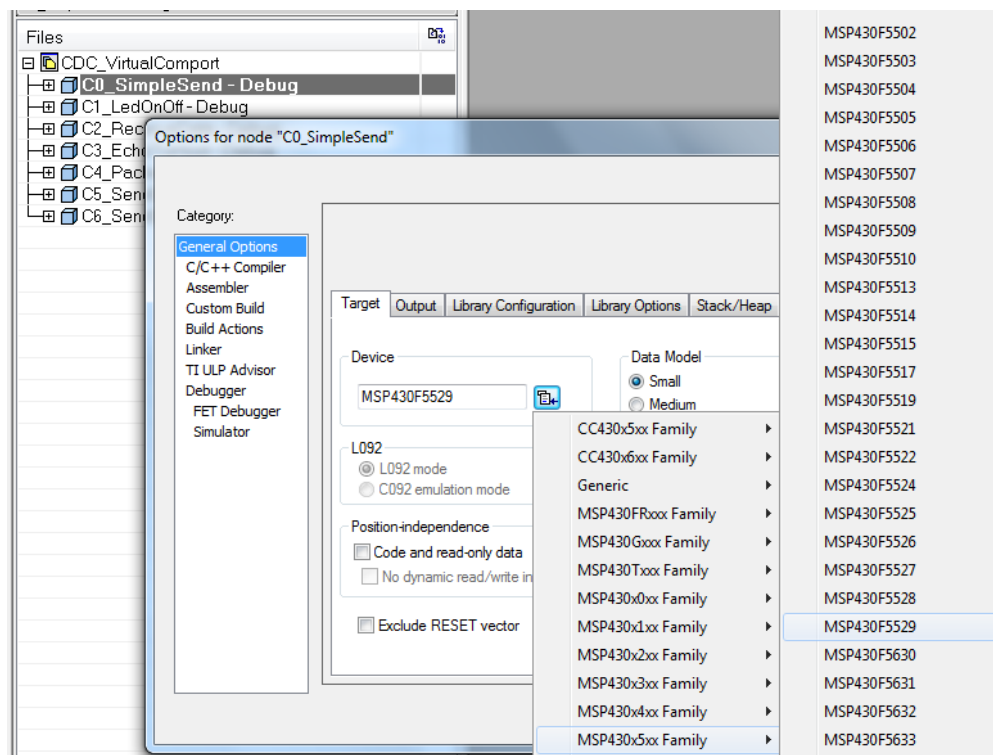 Files
CDC_VirtualComport
C0_SimpleSend - Debug
C1_LedOnOff - Debug
C2_Rec
C3_Echo
C4_Pac
C5_Sen
C6_Sen
Options for node "C0_SimpleSend"
Category:
General Options
C/C++ Compiler
Assembler
Custom Build
Build Actions
Linker
TI ULP Advisor
Debugger
FET Debugger
Simulator
Target Output Library Configuration Library Options Stack/Heap
Device
MSP430F5529
Data Model
Small
Medium
L092
L092 mode
C092 emulation mode
Position-independence
Code and read-only data
No dynamic read/write in
Exclude RESET vector
CC430x5xx Family
CC430x6xx Family
Generic
MSP430FRxxx Family
MSP430Gxxx Family
MSP430Txxx Family
MSP430x0xx Family
MSP430x1xx Family
MSP430x2xx Family
MSP430x3xx Family
MSP430x4xx Family
MSP430x5xx Family
MSP430F5502
MSP430F5503
MSP430F5504
MSP430F5505
MSP430F5506
MSP430F5507
MSP430F5508
MSP430F5509
MSP430F5510
MSP430F5513
MSP430F5514
MSP430F5515
MSP430F5517
MSP430F5519
MSP430F5521
MSP430F5522
MSP430F5524
MSP430F5525
MSP430F5526
MSP430F5527
MSP430F5528
MSP430F5529
MSP430F5630
MSP430F5631
MSP430F5632
MSP430F5633